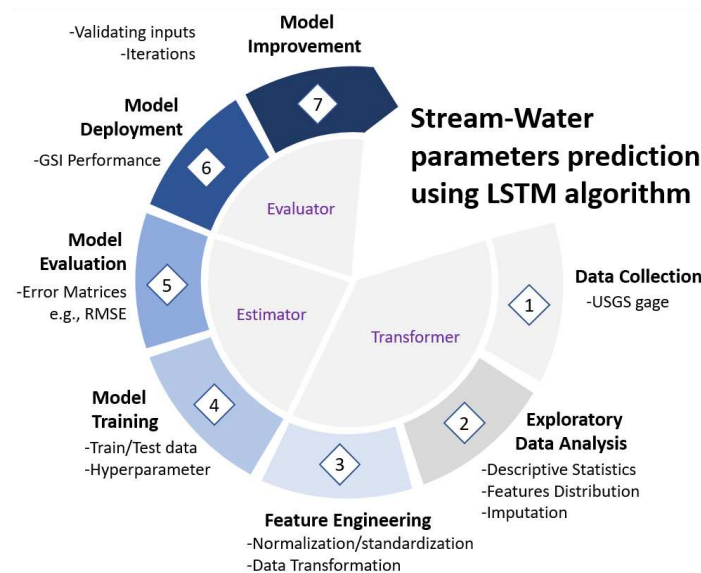 Stream-Water
parameters prediction
using LSTM algorithm
1
Data Collection
-USGS gage
2
Exploratory
Data Analysis
-Descriptive Statistics
-Features Distribution
-Imputation
3
Feature Engineering
-Normalization/standardization
-Data Transformation
4
Model
Training
-Train/Test data
-Hyperparameter
5
Model
Evaluation
-Error Matrices
e.g., RMSE
6
Model
Deployment
-GSI Performance
7
Model
Improvement
-Validating inputs
-Iterations
Transformer
Estimator
Evaluator